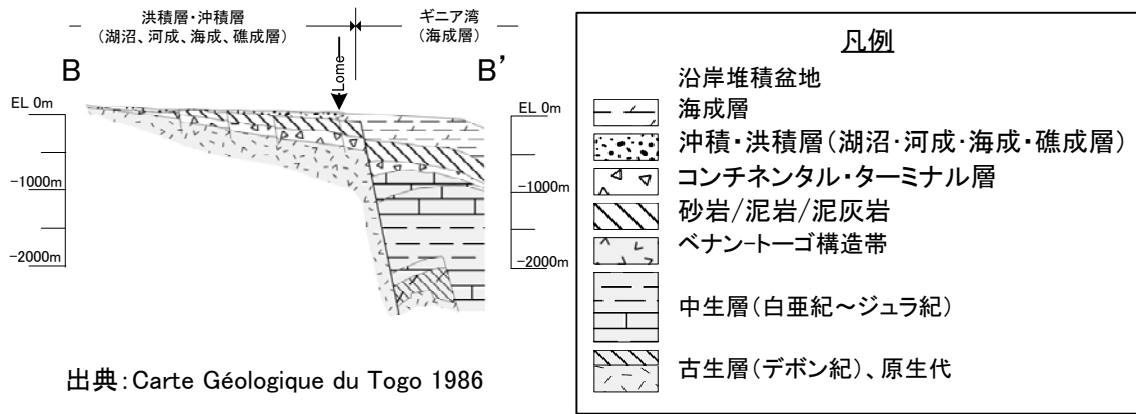 洪積層・沖積層
(湖沼、河成、海成、礁成層)
ギニア湾
(海成層)
B
B’
Lome
EL 0m
-1000m
-2000m
EL 0m
-1000m
-2000m
出典:Carte Géologique du Togo 1986
凡例
沿岸堆積盆地
海成層
沖積・洪積層(湖沼・河成・海成・礁成層)
コンチネンタル・ターミナル層
砂岩/泥岩/泥灰岩
ベナン-トーゴ構造帯
中生層(白亜紀~ジュラ紀)
古生層(デボン紀)、原生代